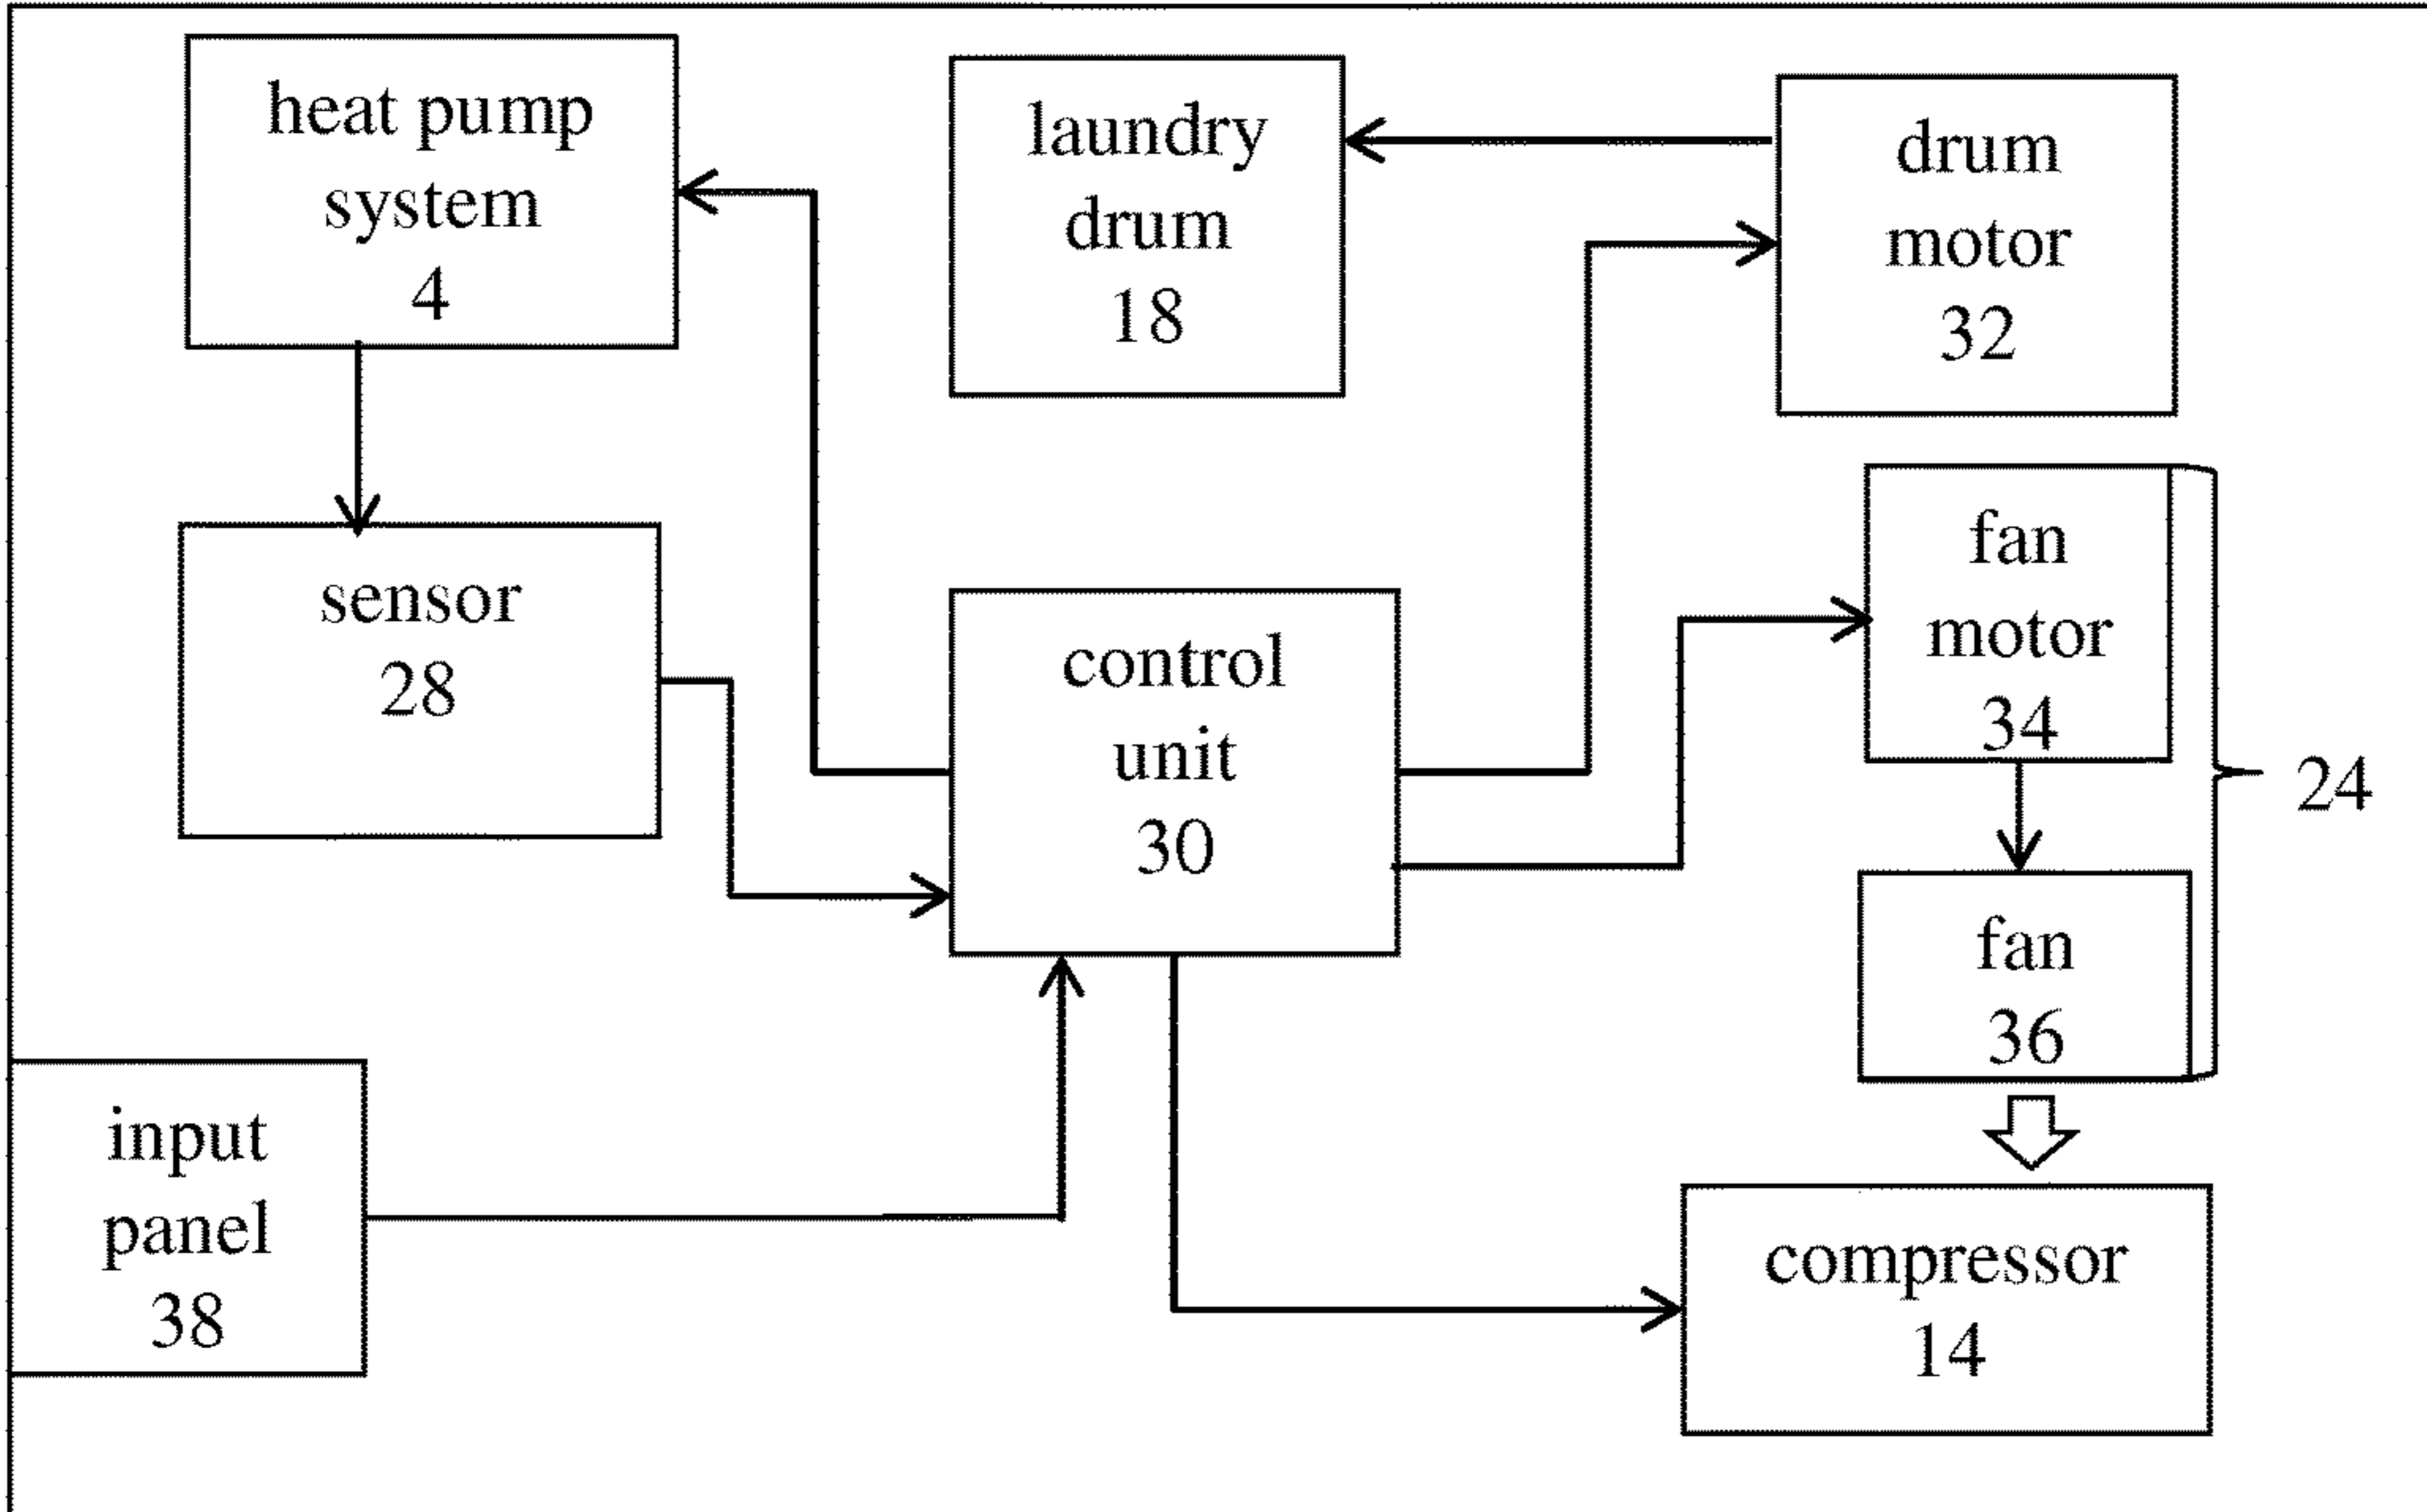 heat pump
system
4
laundry
drum
18
drum
motor
32
sensor
28
control
unit
30
fan
motor
34
24
fan
36
input
panel
38
compressor
14